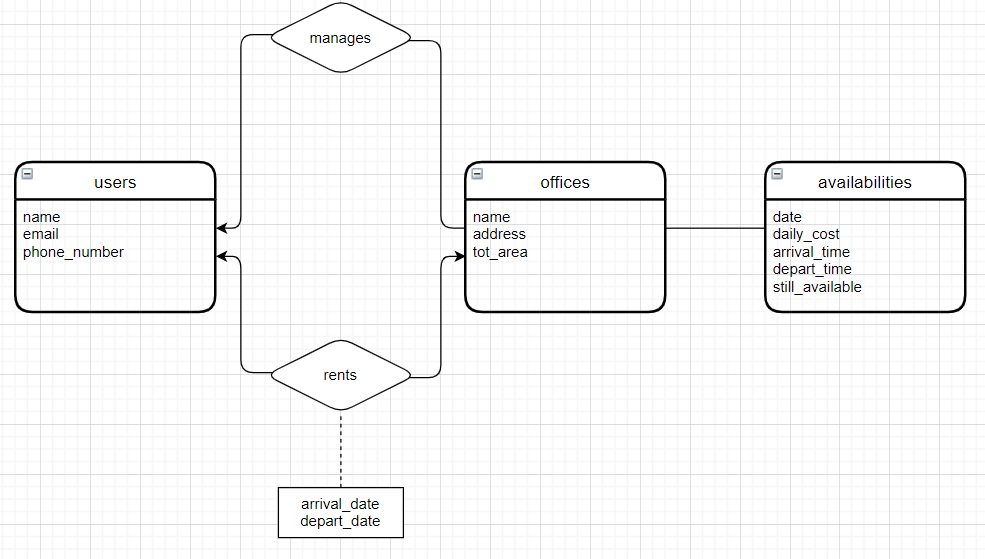 manages
users
name
email
phone_number
offices
name
address
tot_area
availabilities
date
daily_cost
arrival_time
depart_time
still_available
rents
arrival_date
depart_date